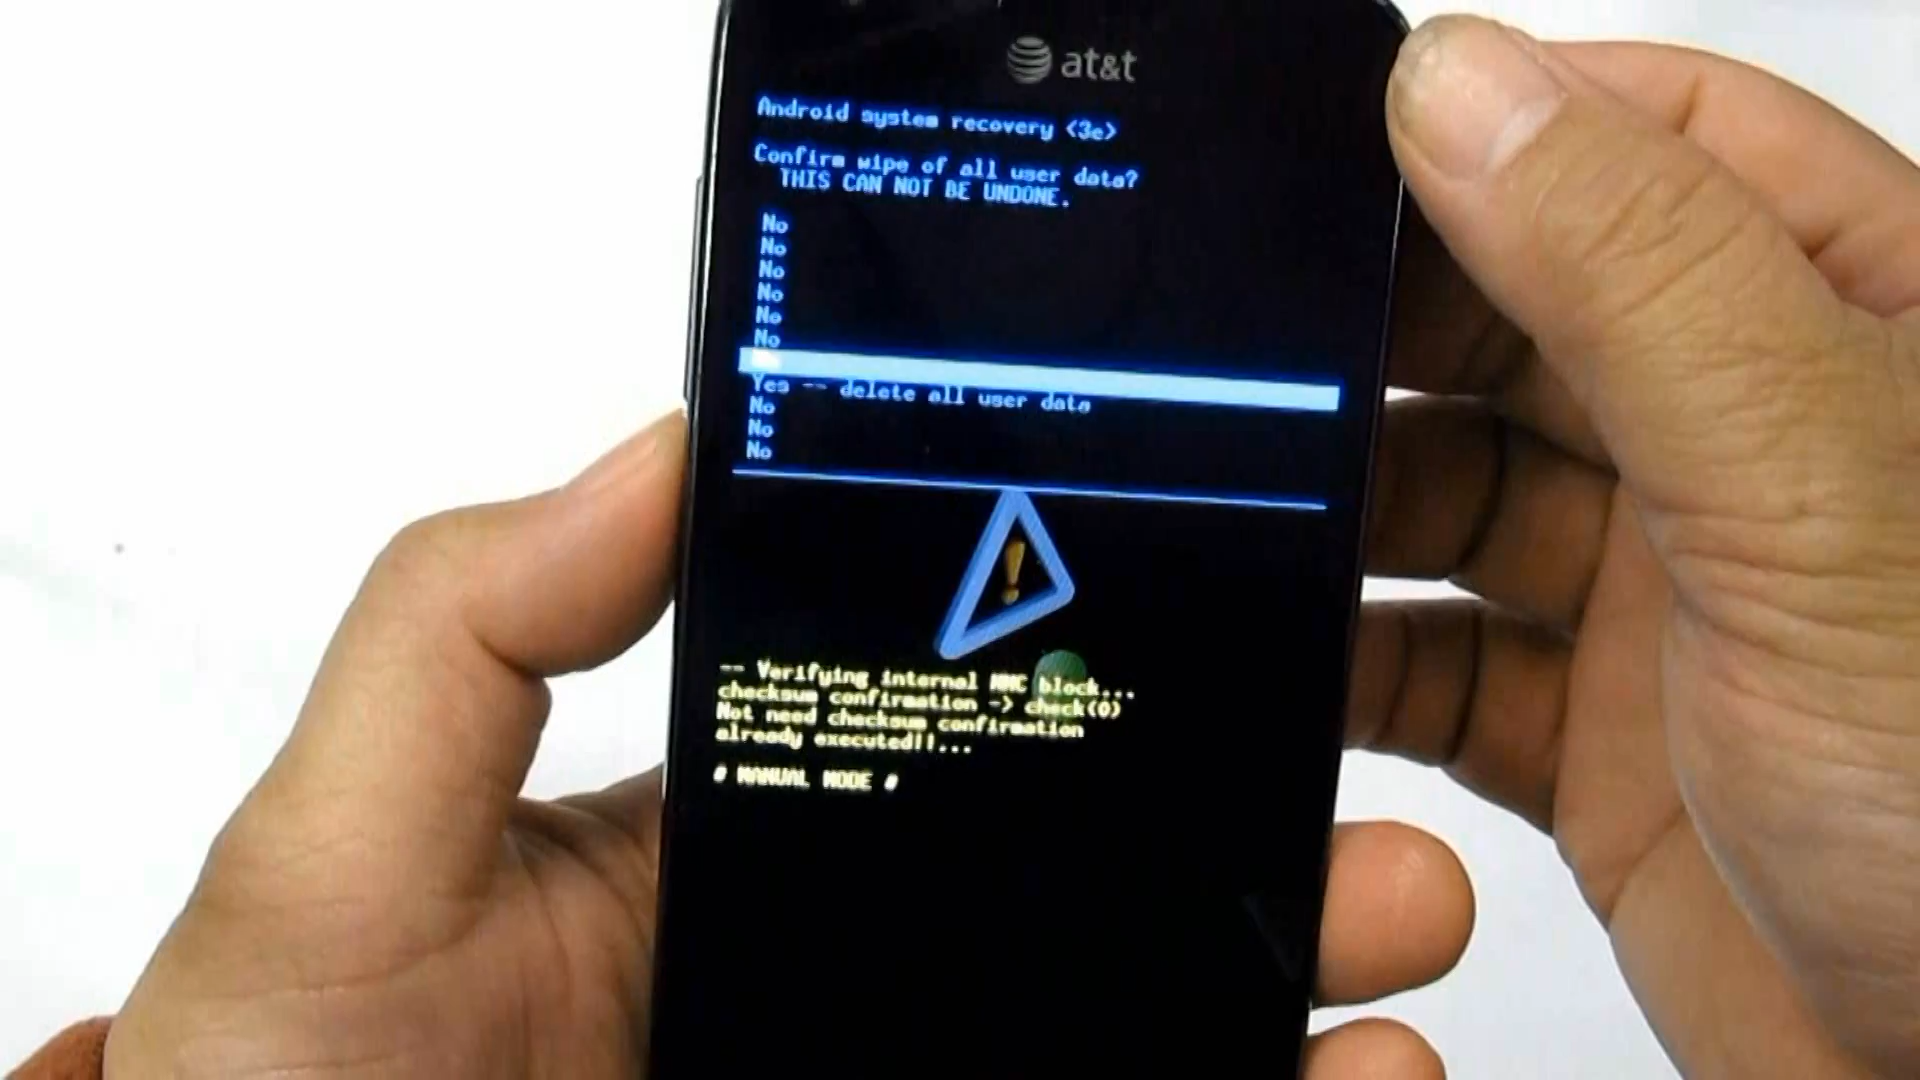 at&t
Android system recovery <3e>
Confirm wipe of all user data?
THIS CAN NOT BE UNDONE.
No
No
No
No
No
No
No
Yes -- delete all user data
No
No
No
-- Verifying internal MMC block...
checksum confirmation -> check(0)
Not need checksum confirmation
already executed!!...
# MANUAL MODE #